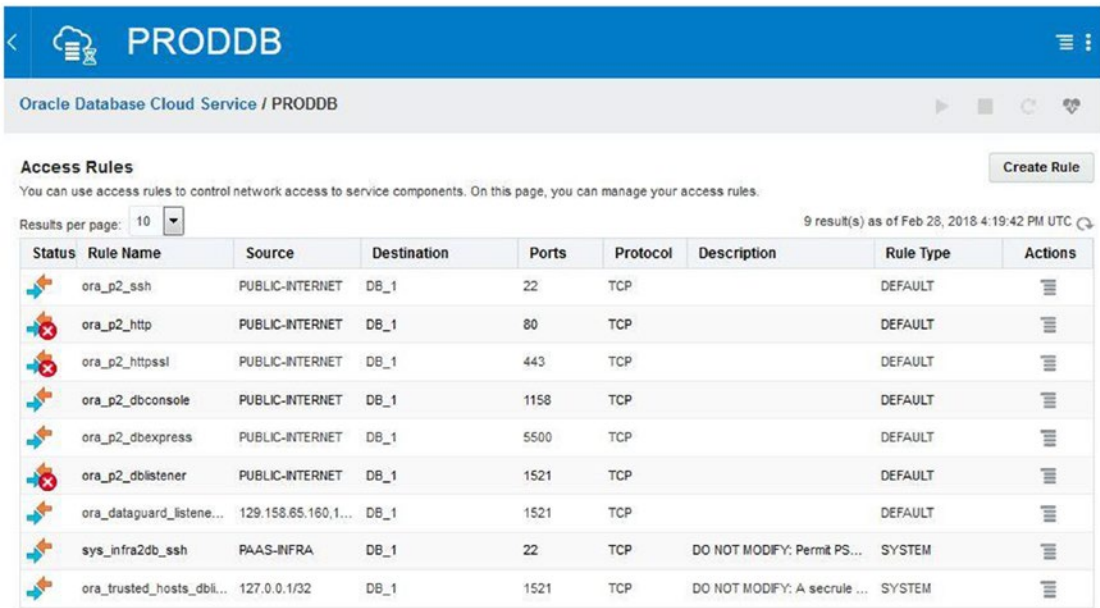 PRODDB
Oracle Database Cloud Service / PRODDB
Access Rules
Create Rule
You can use access rules to control network access to service components. On this page, you can manage your access rules.
Results per page: 10
9 result(s) as of Feb 28, 2018 4:19:42 PM UTC
Status Rule Name Source Destination Ports Protocol Description Rule Type Actions
ora_p2_ssh PUBLIC-INTERNET DB_1 22 TCP DEFAULT
ora_p2_http PUBLIC-INTERNET DB_1 80 TCP DEFAULT
ora_p2_httpssl PUBLIC-INTERNET DB_1 443 TCP DEFAULT
ora_p2_dbconsole PUBLIC-INTERNET DB_1 1158 TCP DEFAULT
ora_p2_dbexpress PUBLIC-INTERNET DB_1 5500 TCP DEFAULT
ora_p2_dblistener PUBLIC-INTERNET DB_1 1521 TCP DEFAULT
ora_dataguard_listene... 129.158.65.160,1... DB_1 1521 TCP DEFAULT
sys_infra2db_ssh PAAS-INFRA DB_1 22 TCP DO NOT MODIFY: Permit PS... SYSTEM
ora_trusted_hosts_dbli... 127.0.0.1/32 DB_1 1521 TCP DO NOT MODIFY: A secrule ... SYSTEM